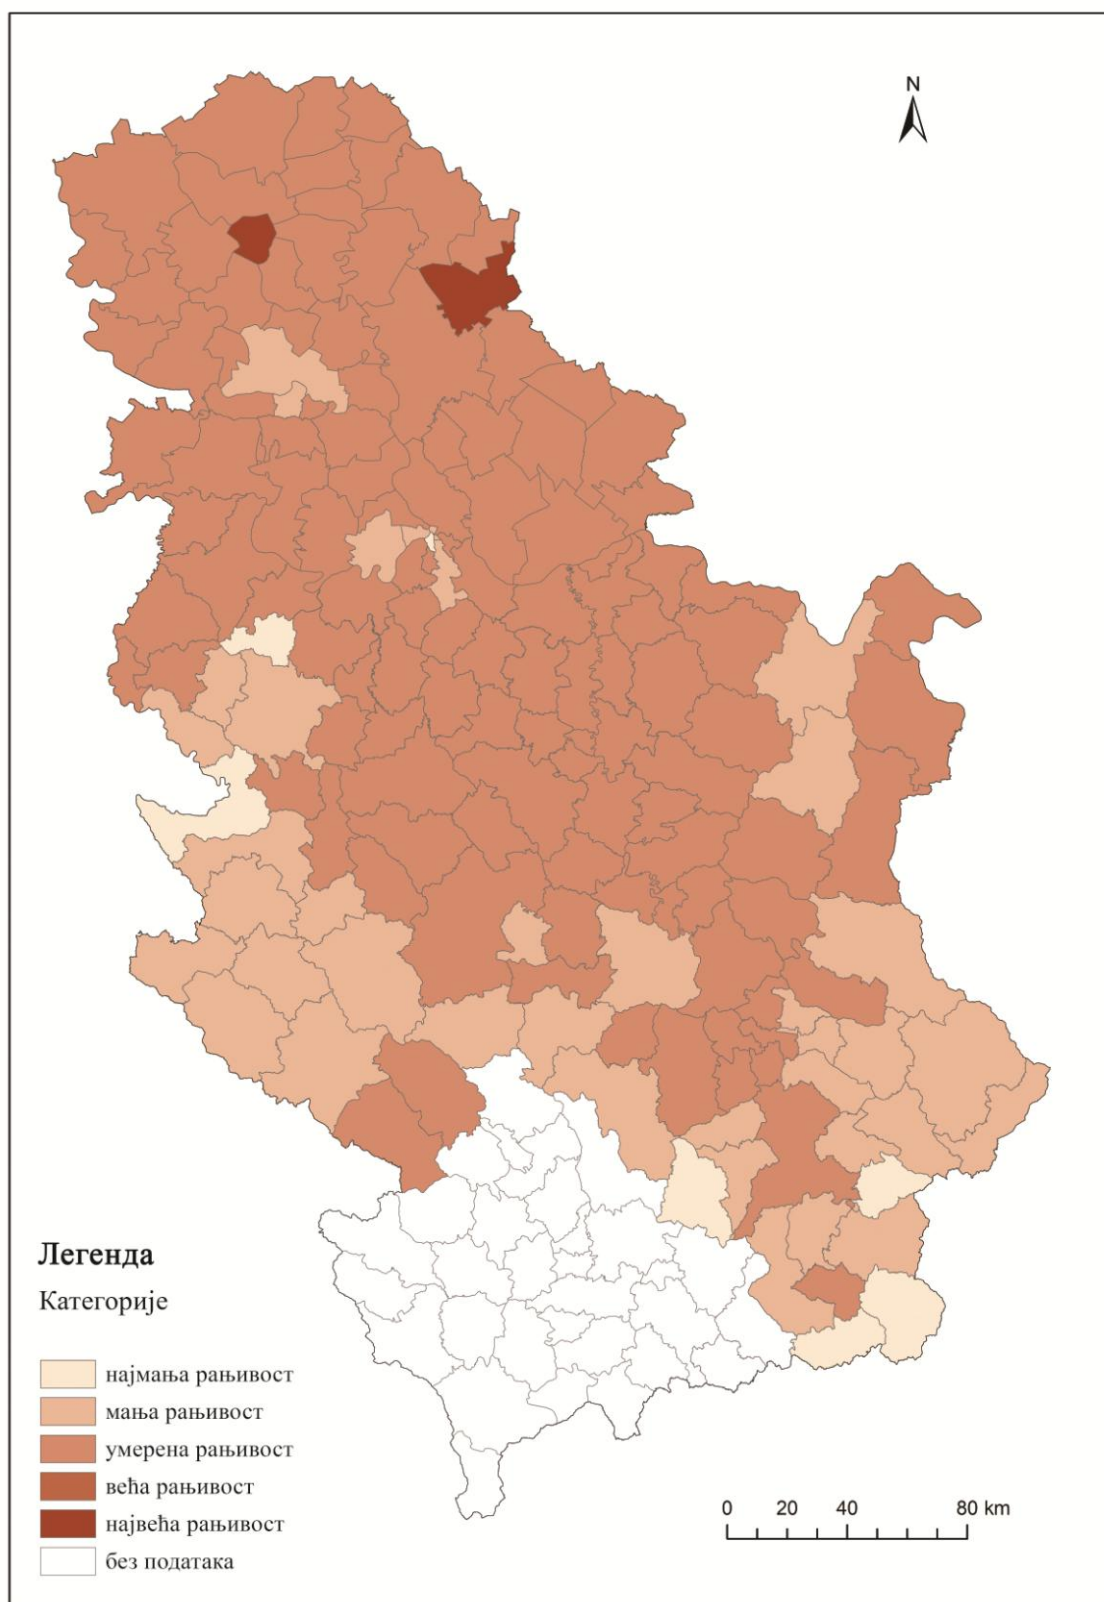 N
Легенда
Категорије
најмања рањивост
мања рањивост
умерена рањивост
већа рањивост
највећа рањивост
без података
0 20 40 80 km